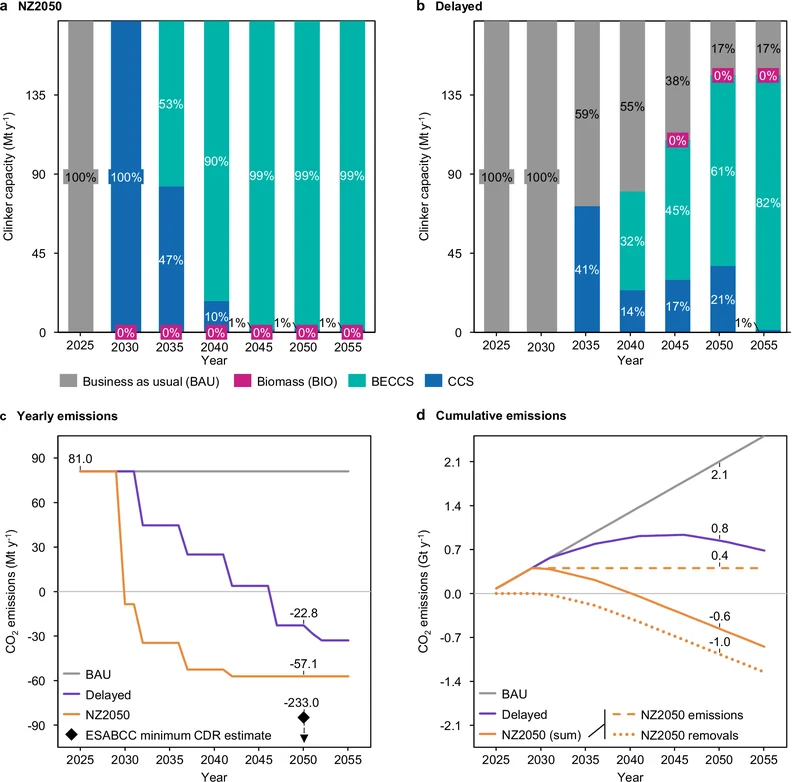 a NZ2050
Clinker capacity (Mt y-1)
135
90
45
0
100%
100%
53%
47%
90%
10%
99%
99%
99%
0%
0%
0%
1%
0%
1%
0%
1%
0%
2025 2030 2035 2040 2045 2050 2055
Year
b Delayed
Clinker capacity (Mt y-1)
135
90
45
0
100%
100%
59%
41%
55%
32%
14%
38%
0%
45%
17%
17%
0%
61%
21%
17%
0%
82%
1%
2025 2030 2035 2040 2045 2050 2055
Year
Business as usual (BAU) Biomass (BIO) BECCS CCS
c Yearly emissions
CO2 emissions (Mt y-1)
90
60
30
0
-30
-60
-90
81.0
-22.8
-57.1
-233.0
BAU
Delayed
NZ2050
ESABCC minimum CDR estimate
2025 2030 2035 2040 2045 2050 2055
Year
d Cumulative emissions
CO2 emissions (Gt y-1)
2.1
1.4
0.7
0.0
-0.7
-1.4
-2.1
2.1
0.8
0.4
-0.6
-1.0
BAU
Delayed
NZ2050 (sum)
NZ2050 emissions
NZ2050 removals
2025 2030 2035 2040 2045 2050 2055
Year